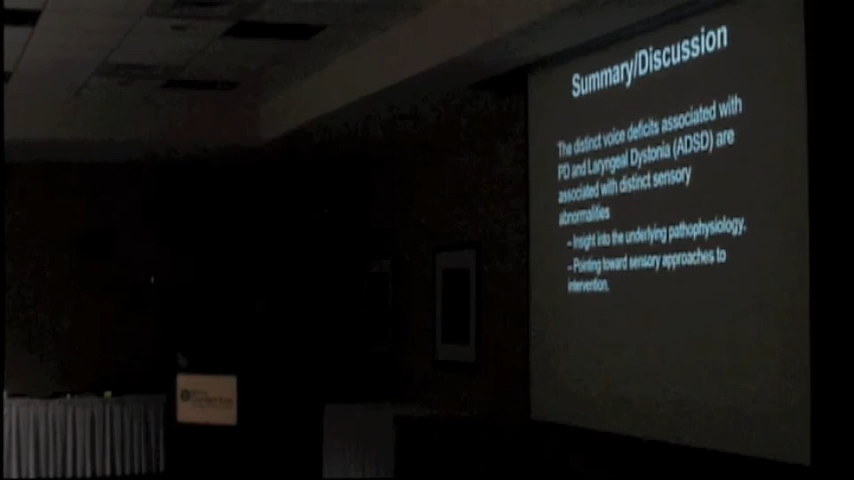 Summary/Discussion
The distinct voice deficits associated with
PD and Laryngeal Dystonia (ADSD) are
associated with distinct sensory
abnormalities
– Insight into the underlying pathophysiology.
– Pointing toward sensory approaches to
intervention.